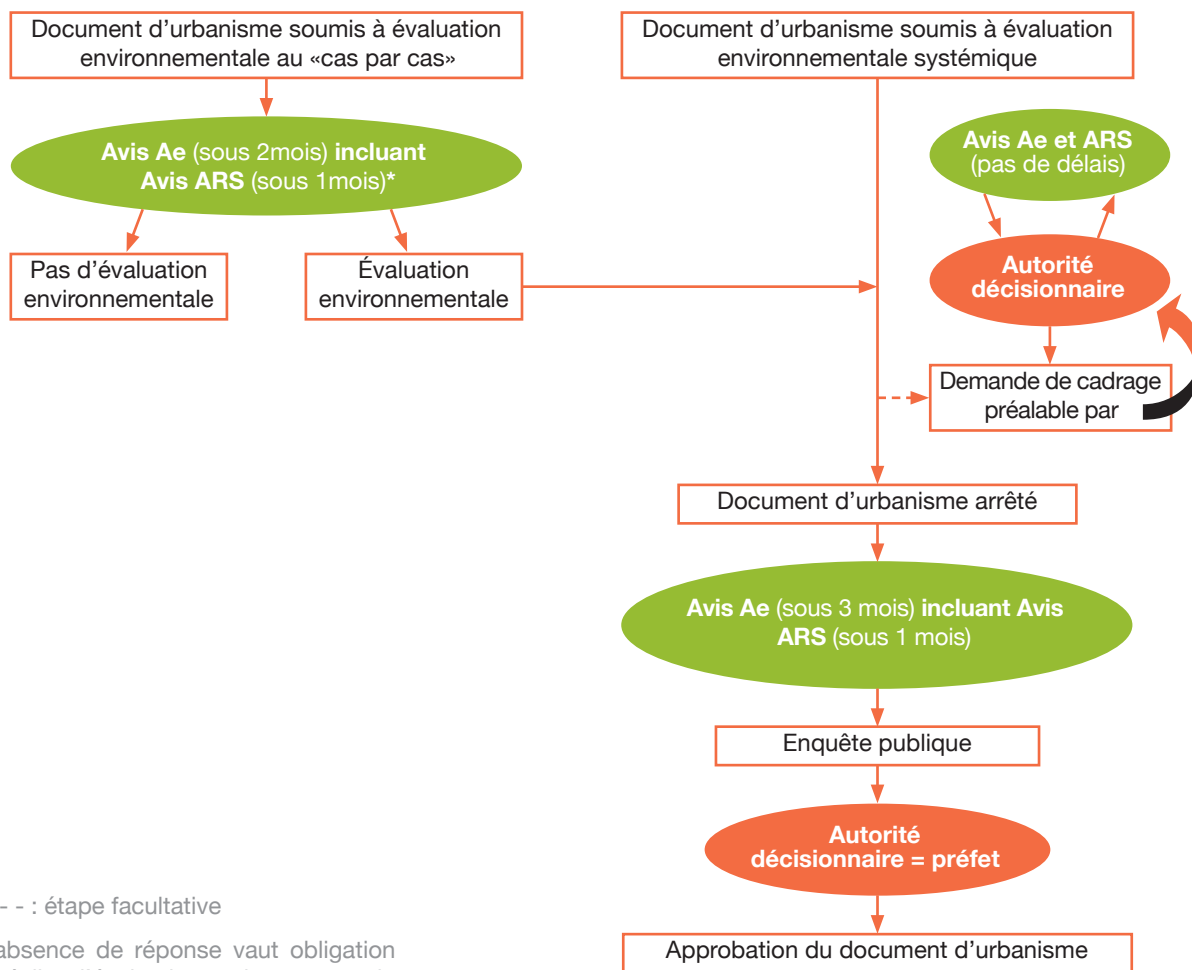 Document d'urbanisme soumis à évaluation
environnementale au «cas par cas»
Document d'urbanisme soumis à évaluation
environnementale systémique
Avis Ae (sous 2mois) incluant
Avis ARS (sous 1mois)*
Avis Ae et ARS
(pas de délais)
Pas d'évaluation
environnementale
Évaluation
environnementale
Autorité
décisionnaire
Demande de cadrage
préalable par
Document d'urbanisme arrêté
Avis Ae (sous 3 mois) incluant Avis
ARS (sous 1 mois)
Enquête publique
Autorité
décisionnaire = préfet
- - : étape facultative
absence de réponse vaut obligation
Approbation du document d'urbanisme